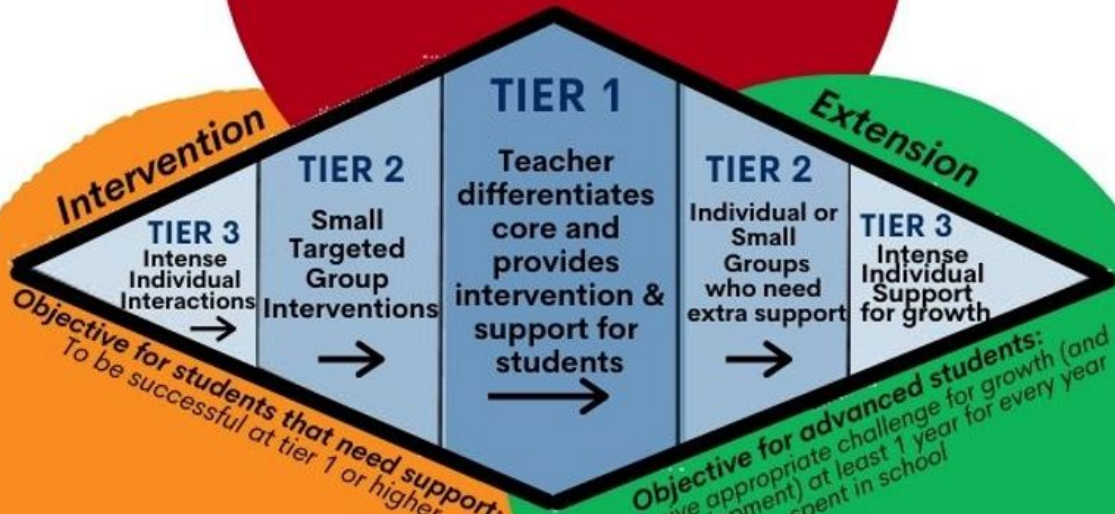 Intervention
Extension
TIER 3
Intense
Individual
Interactions
TIER 2
Small
Targeted
Group
Interventions
TIER 1
Teacher
differentiates
core and
provides
intervention &
support for
students
TIER 2
Individual or
Small
Groups
who need
extra support
TIER 3
Intense
Individual
Support
for growth
Objective for students that need support:
To be successful at tier 1 or higher
Objective for advanced students:
appropriate challenge for growth (and
at least 1 year for every year
spent in school